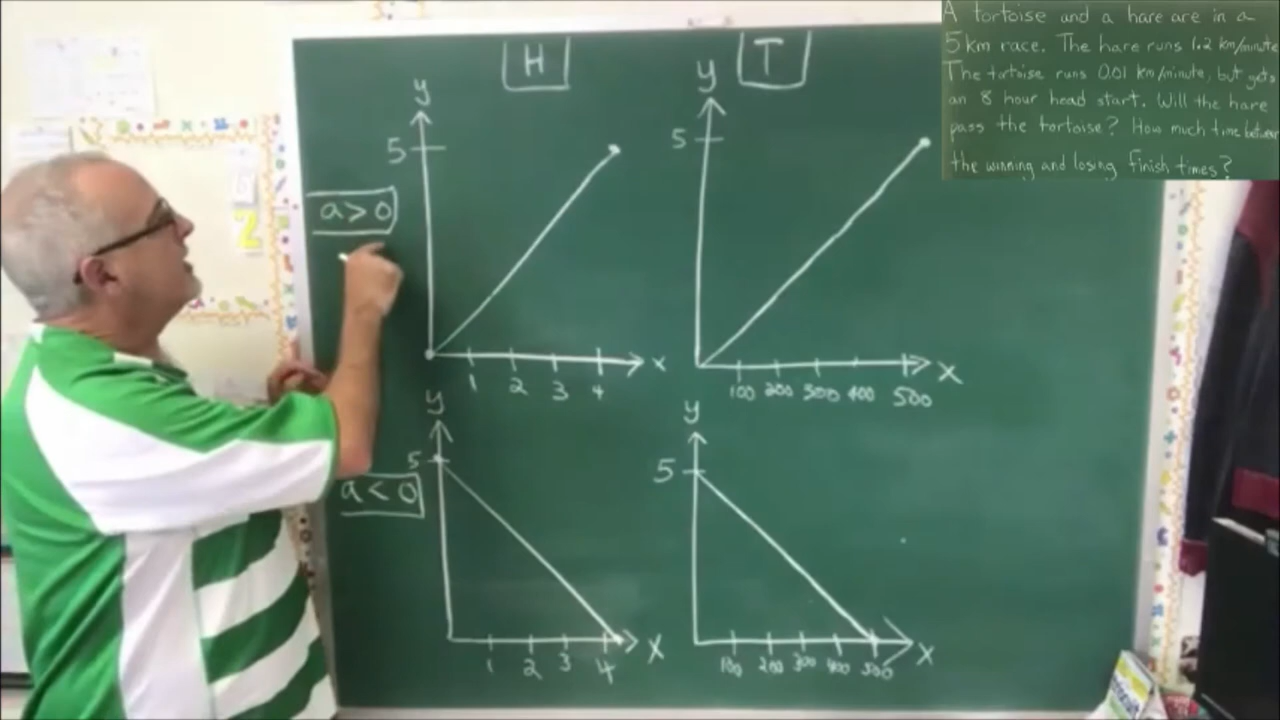 A tortoise and a hare are in a
5 km race. The hare runs 1.2 km/minute
The tortoise runs 0.01 km/minute, but gets
an 8 hour head start. Will the hare
pass the tortoise? How much time between
the winning and losing finish times?
H
T
y
y
5
5
a > 0
x
x
1 2 3 4
100 200 300 400 500
y
y
5
5
a < 0
x
x
1 2 3 4
100 200 300 400 500
2